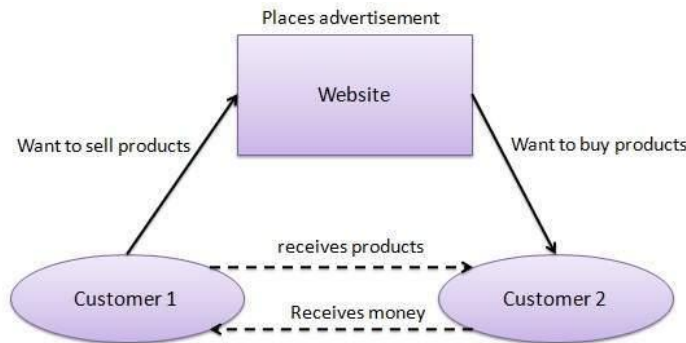 Places advertisement
Website
Want to sell products
Want to buy products
receives products
Customer 1
Customer 2
Receives money